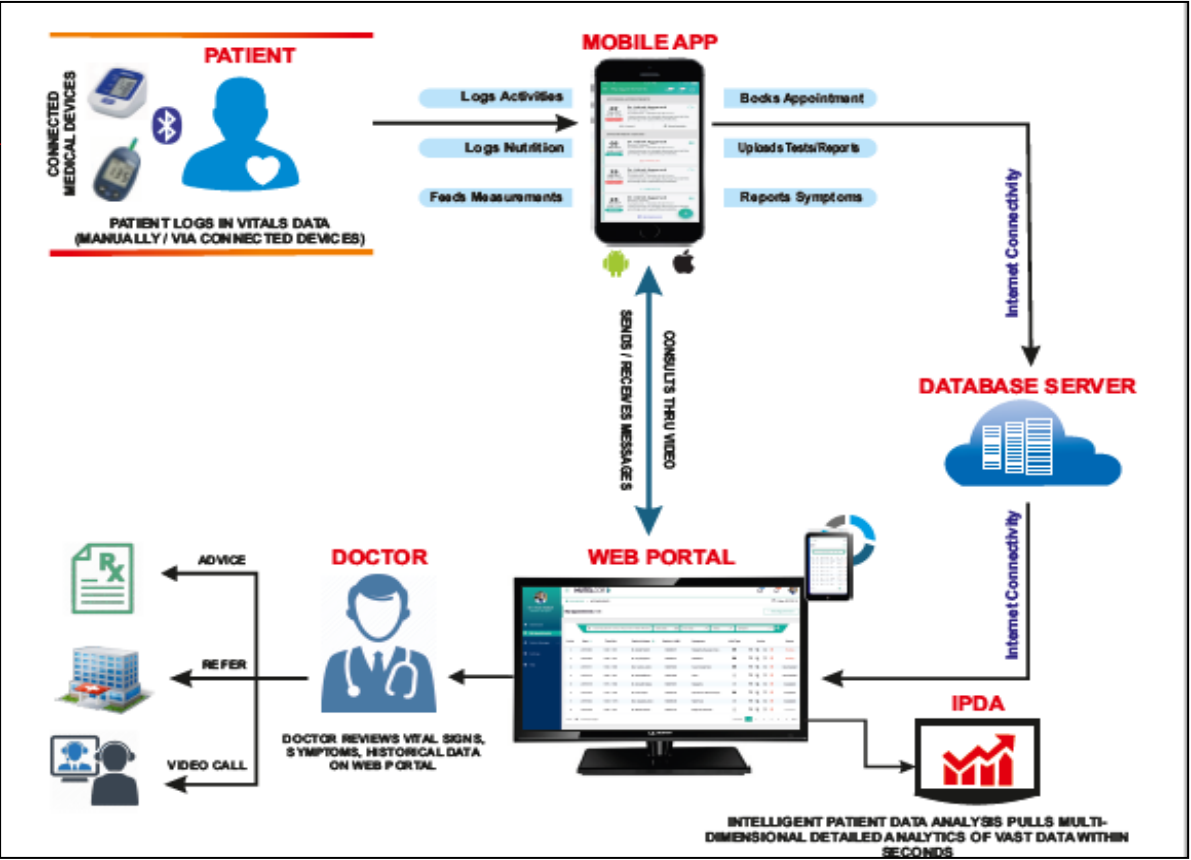 PATIENT
CONNECTED
MEDICAL DEVICES
PATIENT LOGS IN VITALS DATA
(MANUALLY / VIA CONNECTED DEVICES)
MOBILE APP
Logs Activities
Logs Nutrition
Feeds Measurements
Books Appointment
Uploads Tests/Reports
Reports Symptoms
Internet Connectivity
SENDS / RECEIVES MESSAGES
CONSULTS THRU VIDEO
DATABASE SERVER
Internet Connectivity
WEB PORTAL
DOCTOR
DOCTOR REVIEWS VITAL SIGNS,
SYMPTOMS, HISTORICAL DATA
ON WEB PORTAL
ADVICE
REFER
VIDEO CALL
IPDA
INTELLIGENT PATIENT DATA ANALYSIS PULLS MULTI-
DIMENSIONAL DETAILED ANALYTICS OF VAST DATA WITHIN
SECONDS